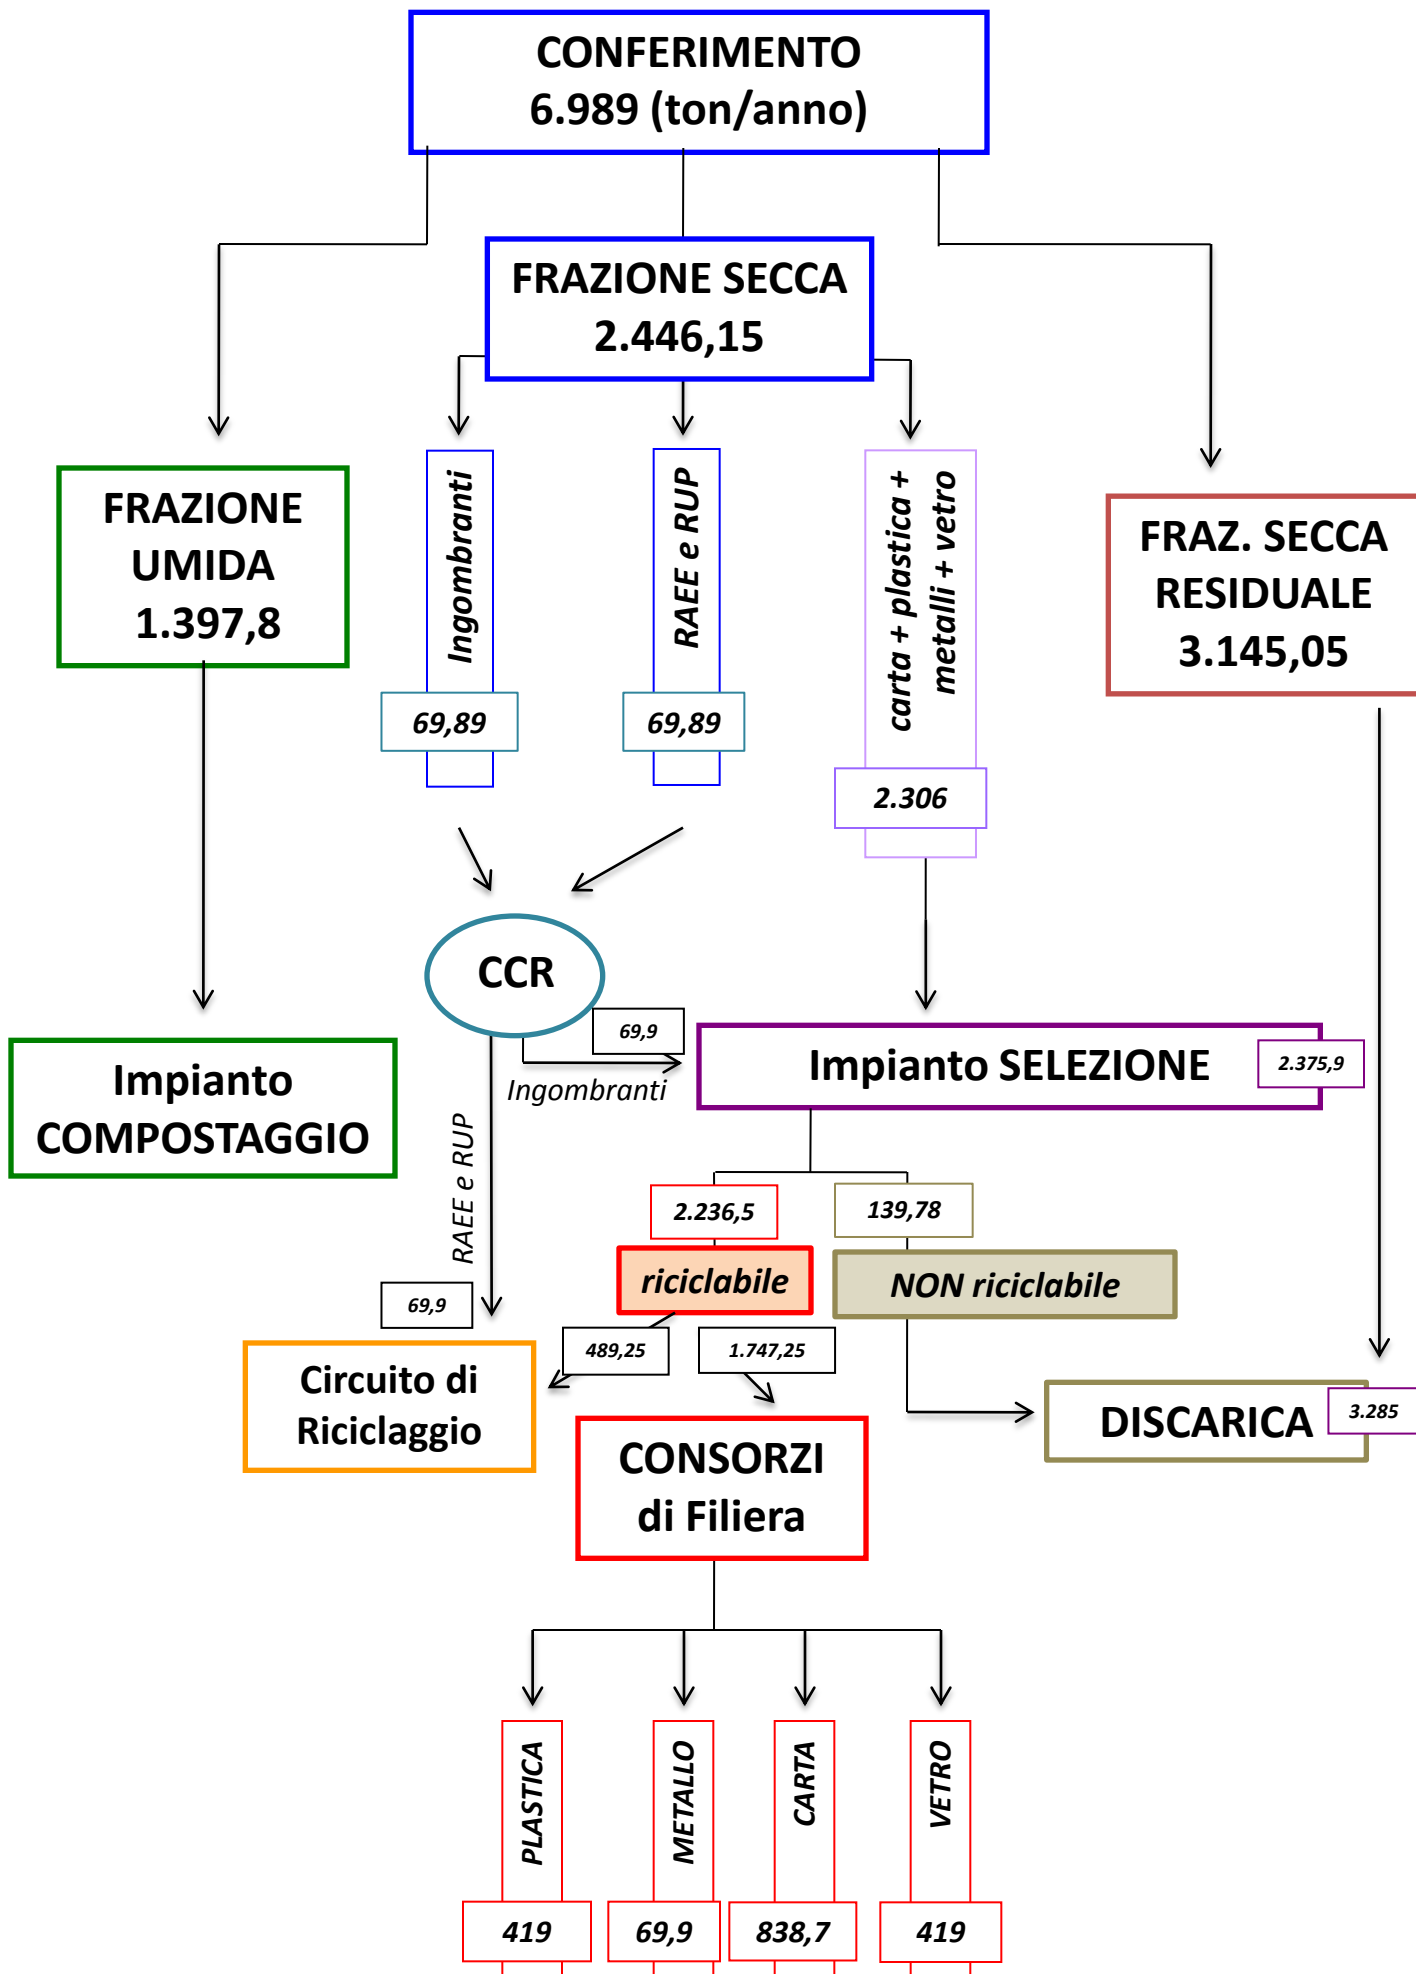 CONFERIMENTO
6.989 (ton/anno)
FRAZIONE SECCA
2.446,15
FRAZIONE
UMIDA
1.397,8
Ingombranti
69,89
RAEE e RUP
69,89
carta + plastica +
metalli + vetro
2.306
FRAZ. SECCA
RESIDUALE
3.145,05
CCR
69,9
Ingombranti
Impianto SELEZIONE
2.375,9
Impianto
COMPOSTAGGIO
RAEE e RUP
69,9
2.236,5
139,78
riciclabile
NON riciclabile
489,25
1.747,25
Circuito di
Riciclaggio
CONSORZI
di Filiera
DISCARICA
3.285
PLASTICA
METALLO
CARTA
VETRO
419
69,9
838,7
419